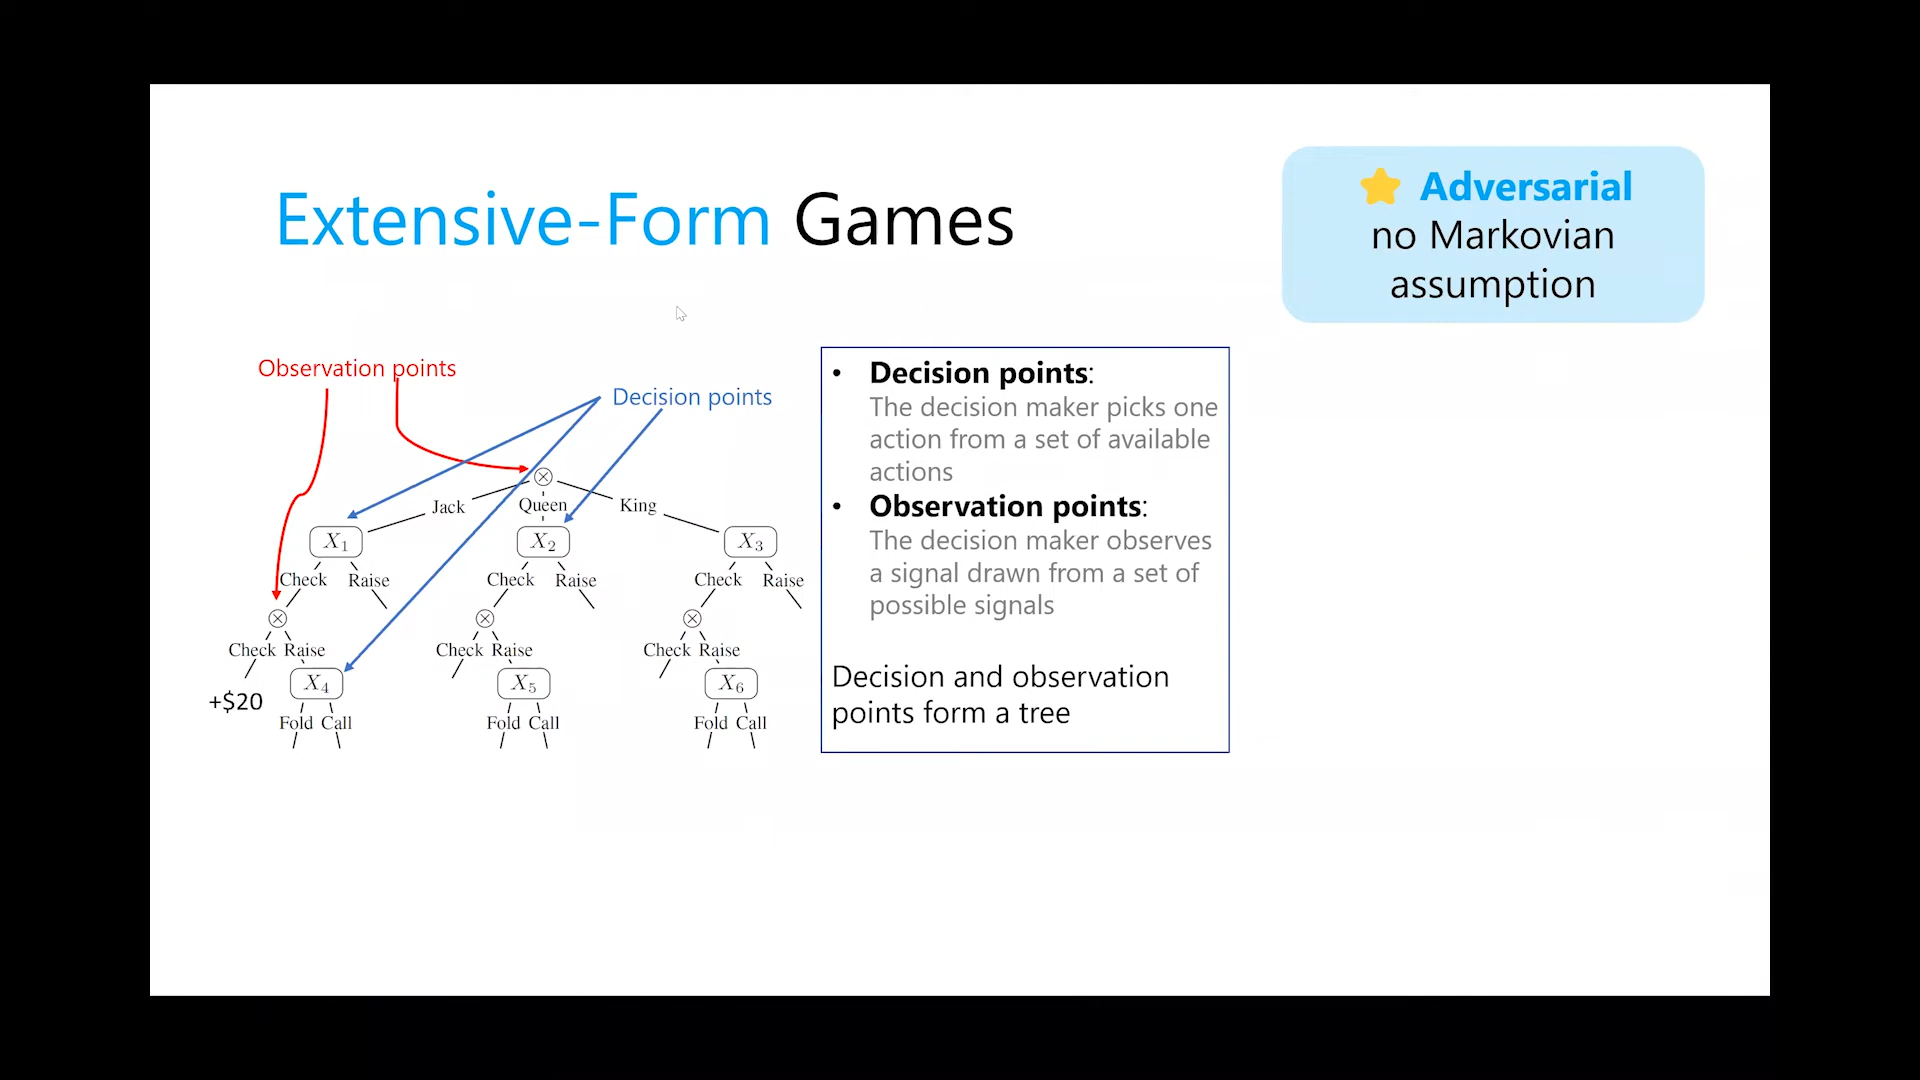 Extensive-Form Games
Adversarial
no Markovian
assumption
Observation points
Decision points
Jack Queen King
X1 X2 X3
Check Raise Check Raise Check Raise
Check Raise Check Raise Check Raise
X4 X5 X6
+$20
Fold Call Fold Call Fold Call
• Decision points:
The decision maker picks one
action from a set of available
actions
• Observation points:
The decision maker observes
a signal drawn from a set of
possible signals
Decision and observation
points form a tree